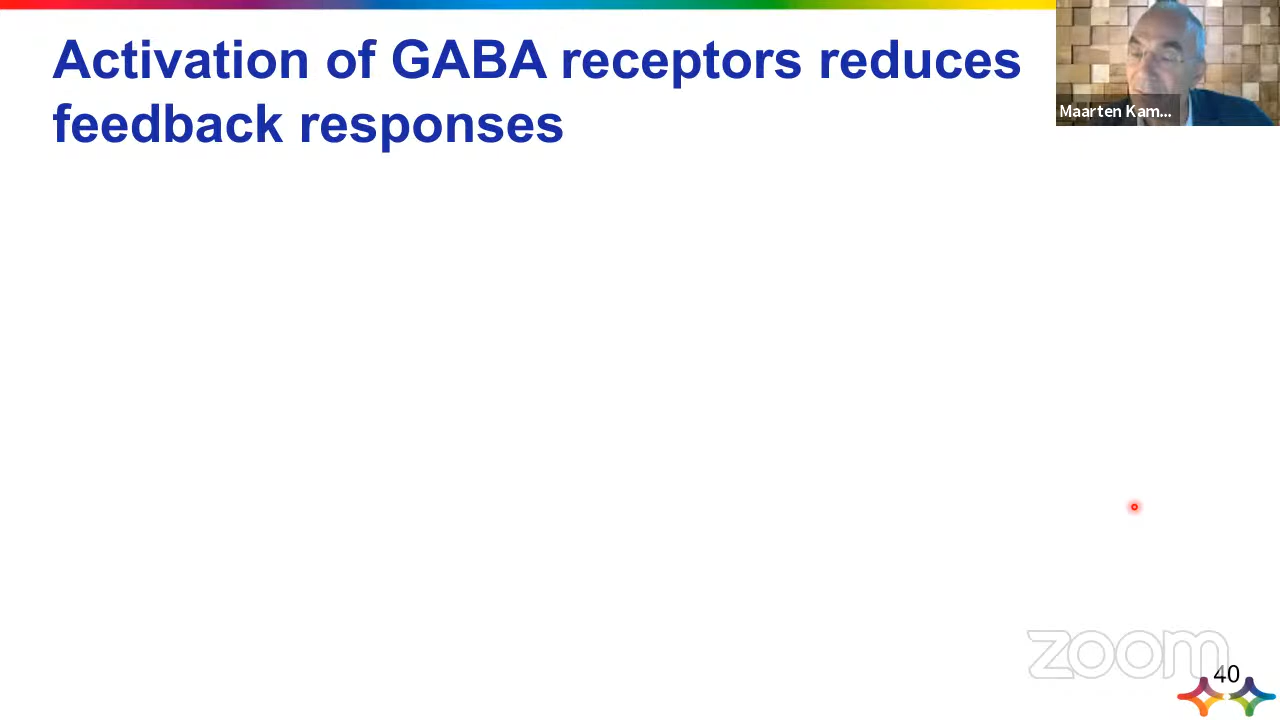 Activation of GABA receptors reduces
feedback responses
Maarten Kam...
zoom
40